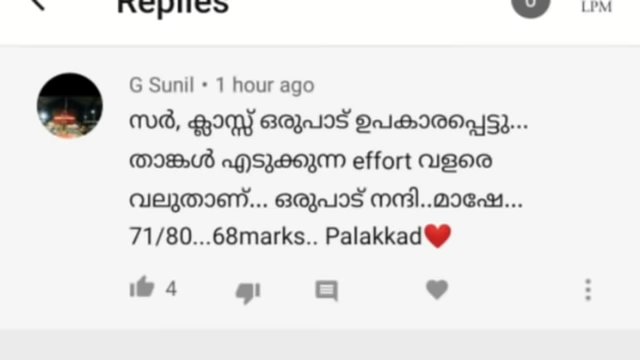 Replies
LPM
G Sunil • 1 hour ago
സർ, ക്ലാസ്സ് ഒരുപാട് ഉപകാരപ്പെട്ടു...
താങ്കൾ എടുക്കുന്ന effort വളരെ
വലുതാണ്... ഒരുപാട് നന്ദി..മാഷേ...
71/80...68marks.. Palakkad❤️
4